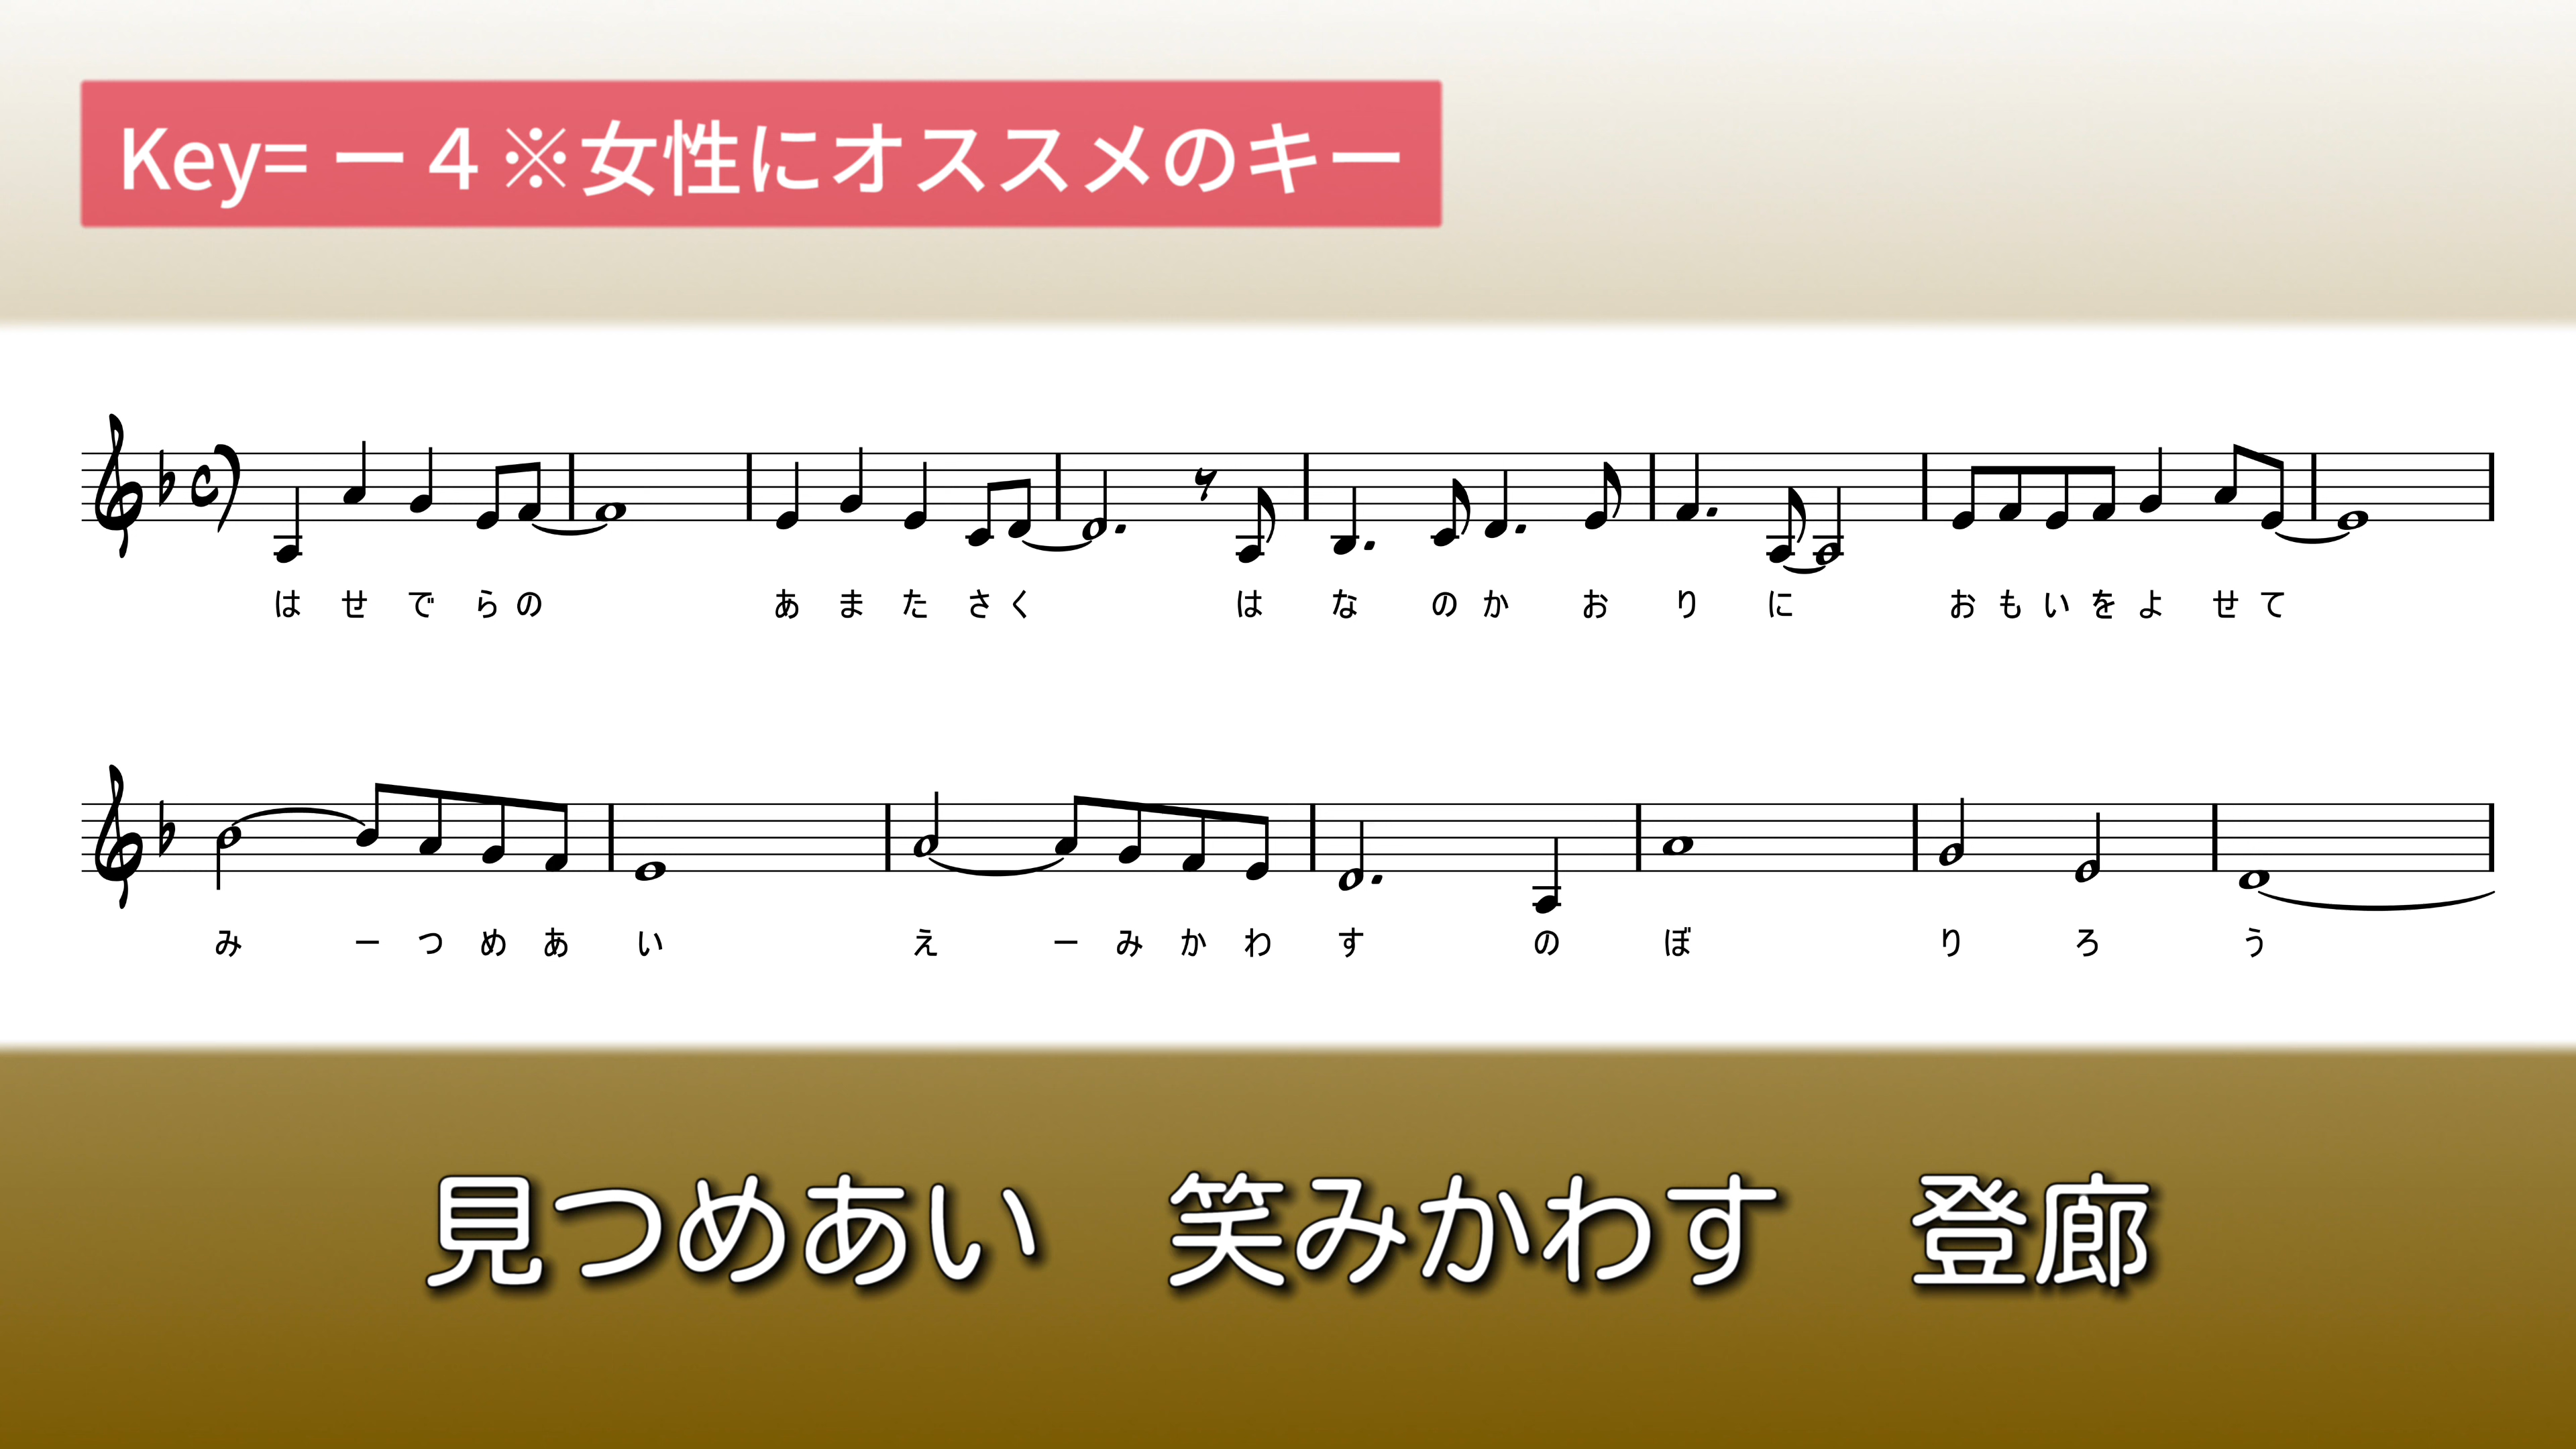 Key= －４※女性にオススメのキー
は せ で ら の あ ま た さ く は な の か お り に お も い を よ せ て
み ー つ め あ い え ー み か わ す の ぼ り ろ う
見つめあい　笑みかわす　登廊